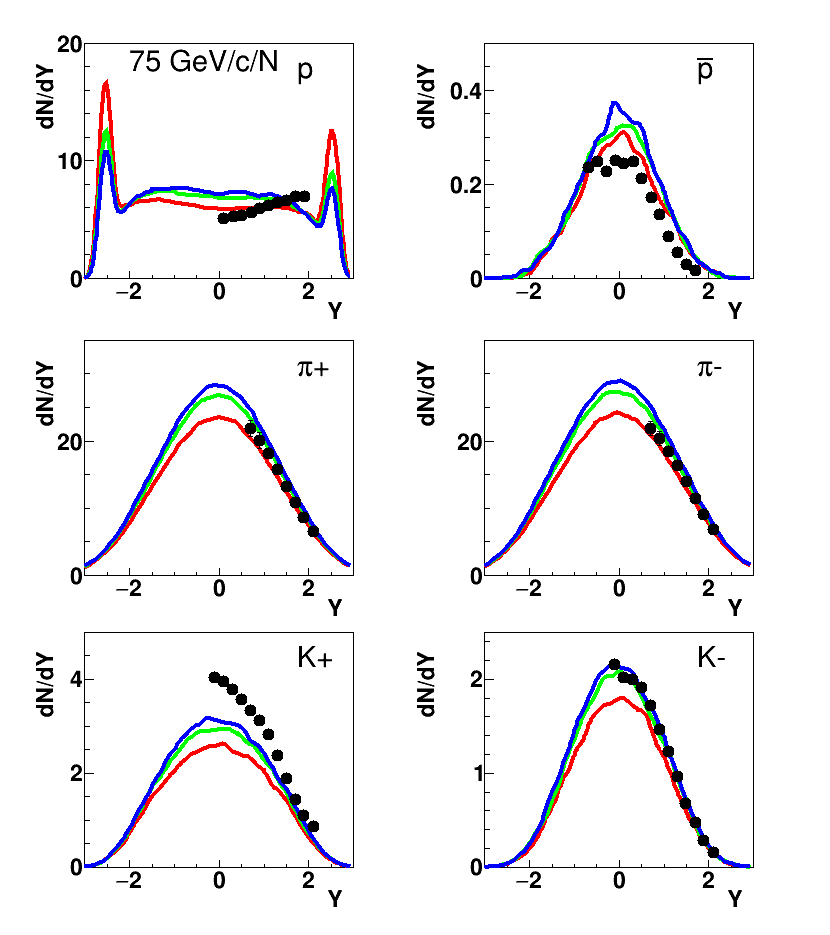 20
10
0
dN/dY
75 GeV/c/N
p
−2 0 2
Y
0.4
0.2
0
dN/dY
p̅
−2 0 2
Y
20
0
dN/dY
π+
−2 0 2
Y
20
0
dN/dY
π-
−2 0 2
Y
4
2
0
dN/dY
K+
−2 0 2
Y
2
1
0
dN/dY
K-
−2 0 2
Y